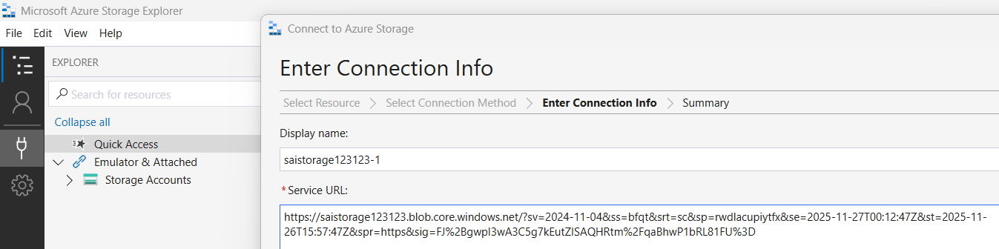 Microsoft Azure Storage Explorer
File Edit View Help
EXPLORER
Search for resources
Collapse all
Quick Access
Emulator & Attached
Storage Accounts
Connect to Azure Storage
Enter Connection Info
Select Resource > Select Connection Method > Enter Connection Info > Summary
Display name:
saistorage123123-1
* Service URL:
https://saistorage123123.blob.core.windows.net/?sv=2024-11-04&ss=bfqt&srt=sc&sp=rwdlacupiytfx&se=2025-11-27T00:12:47Z&st=2025-11-
26T15:57:47Z&spr=https&sig=FJ%2BgwpI3wA3C5g7kEutZlSAQHRtm%2FqaBhwP1bRL81FU%3D